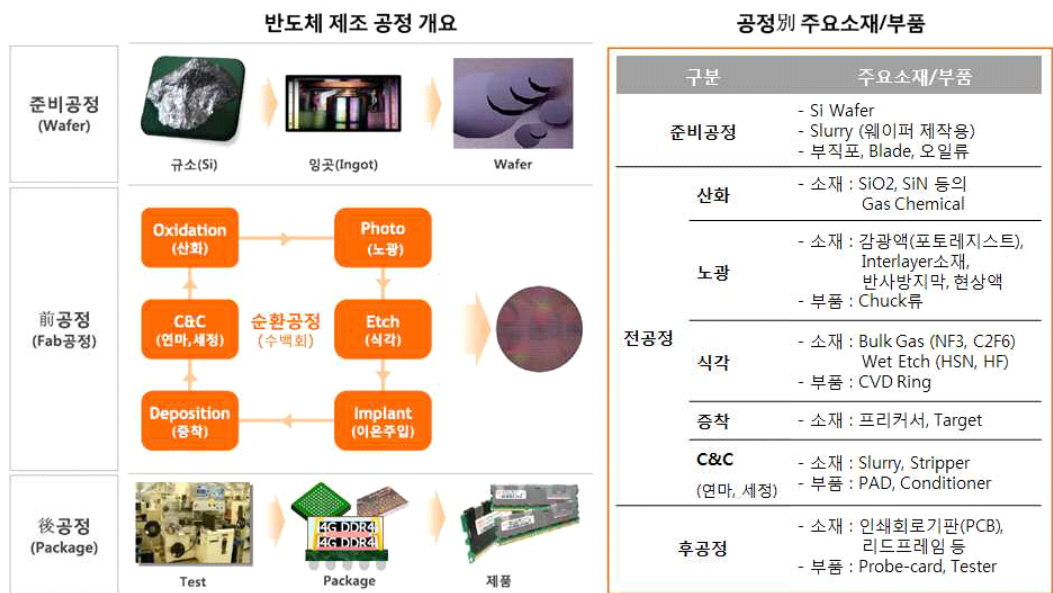 반도체 제조 공정 개요
준비공정
(Wafer)
규소(Si)
잉곳(Ingot)
Wafer
前공정
(Fab공정)
Oxidation
(산화)
Photo
(노광)
C&C
(연마,세정)
순환공정
(수백회)
Etch
(식각)
Deposition
(증착)
Implant
(이온주입)
後공정
(Package)
4G DDR4
4G DDR4
Test
Package
제품
공정別 주요소재/부품
구분
주요소재/부품
준비공정
- Si Wafer
- Slurry (웨이퍼 제작용)
- 부직포, Blade, 오일류
전공정
산화
- 소재 : SiO2, SiN 등의
Gas Chemical
노광
- 소재 : 감광액(포토레지스트),
Interlayer소재,
반사방지막, 현상액
- 부품 : Chuck류
식각
- 소재 : Bulk Gas (NF3, C2F6)
Wet Etch (HSN, HF)
- 부품 : CVD Ring
증착
- 소재 : 프리커서, Target
C&C
(연마, 세정)
- 소재 : Slurry, Stripper
- 부품 : PAD, Conditioner
후공정
- 소재 : 인쇄회로기판(PCB),
리드프레임 등
- 부품 : Probe-card, Tester